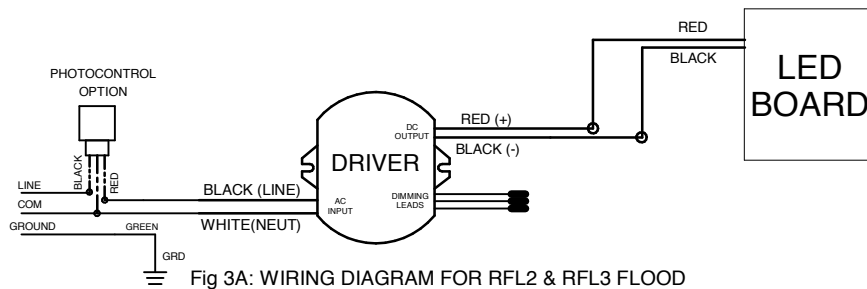 RED
BLACK
LED
BOARD
PHOTOCONTROL
OPTION
BLACK
RED
DC
OUTPUT
RED (+)
BLACK (-)
DRIVER
LINE
COM
GROUND
GREEN
GRD
BLACK (LINE)
WHITE(NEUT)
AC
INPUT
DIMMING
LEADS
Fig 3A: WIRING DIAGRAM FOR RFL2 & RFL3 FLOOD